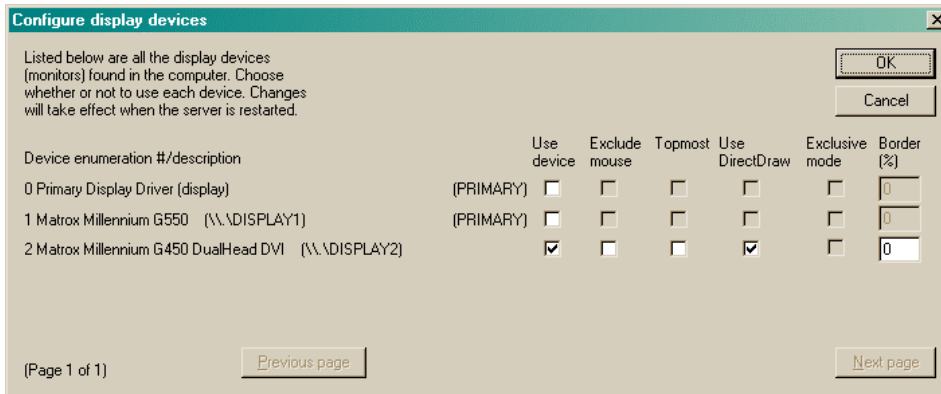 Configure display devices
Listed below are all the display devices
(monitors) found in the computer. Choose
whether or not to use each device. Changes
will take effect when the server is restarted.
OK
Cancel
Device enumeration #/description
Use device
Exclude mouse
Topmost
Use DirectDraw
Exclusive mode
Border (%)
0 Primary Display Driver (display) (PRIMARY) 0
1 Matrox Millennium G550 (\\.\DISPLAY1) (PRIMARY) 0
2 Matrox Millennium G450 DualHead DVI (\\.\DISPLAY2) 0
(Page 1 of 1)
Previous page
Next page